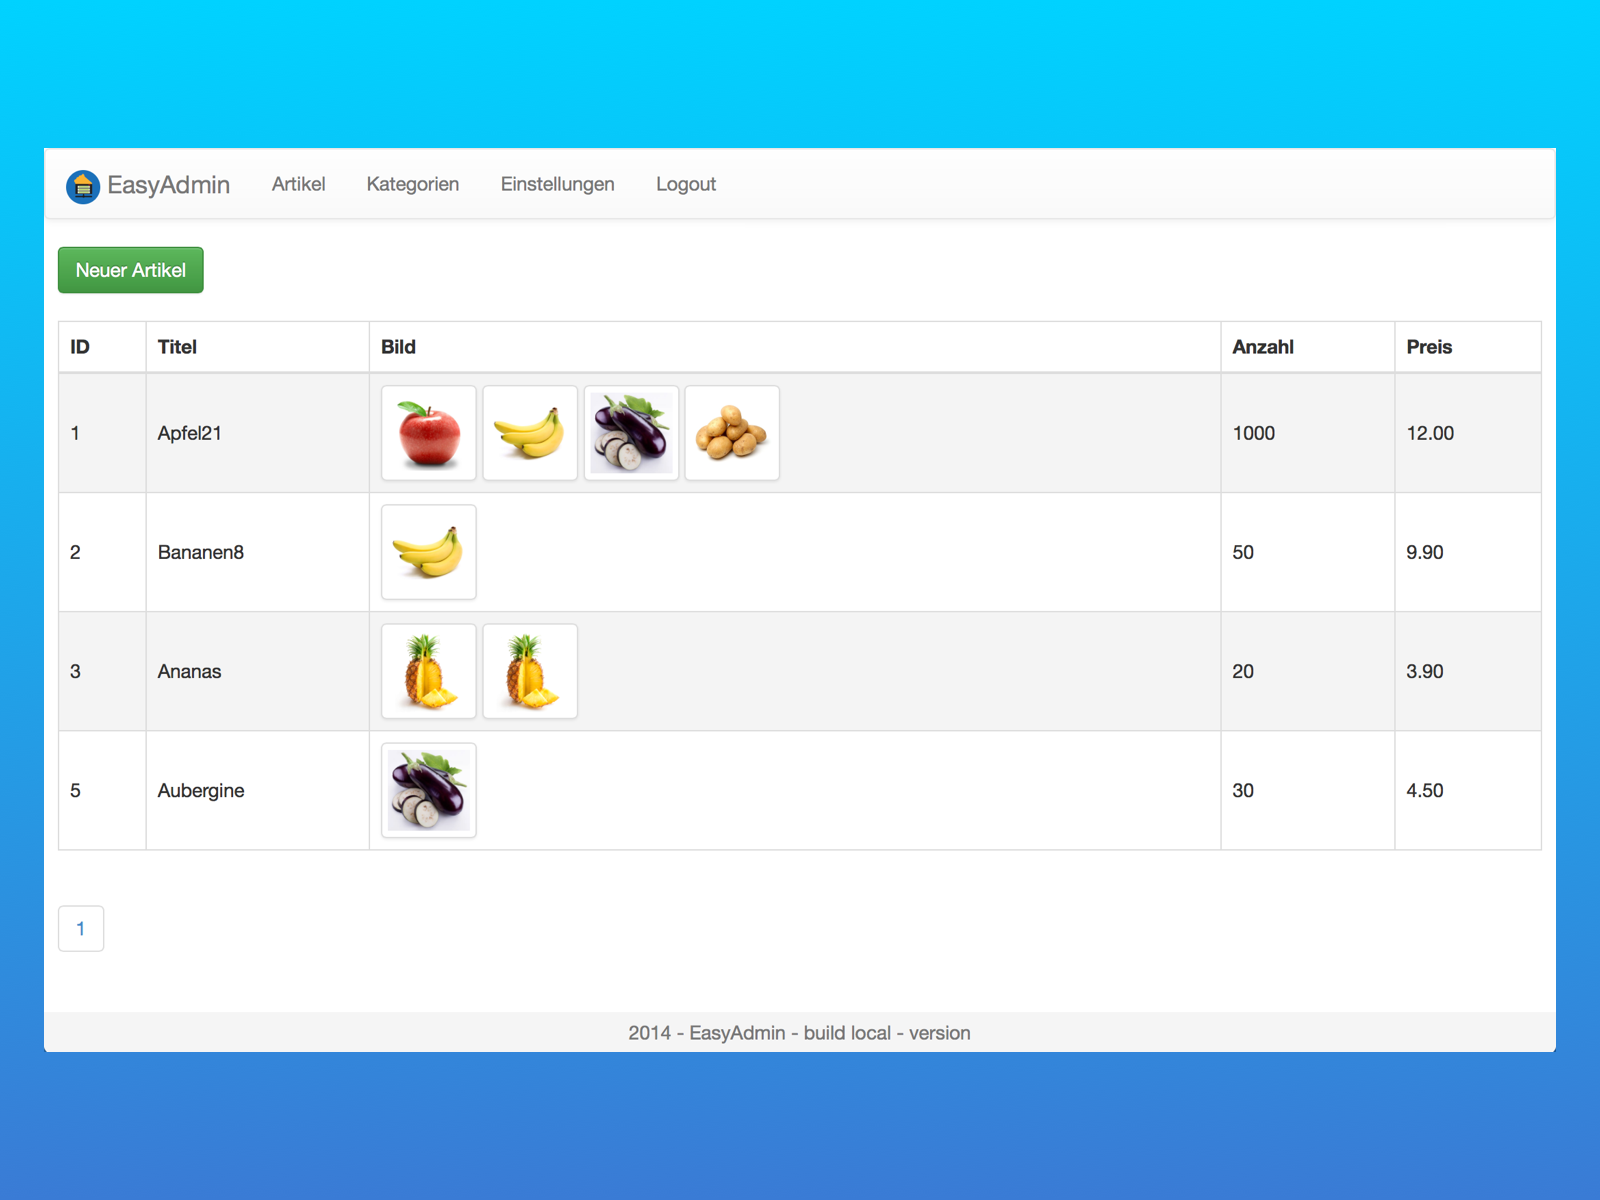 EasyAdmin Artikel Kategorien Einstellungen Logout
Neuer Artikel
ID Titel Bild Anzahl Preis
1 Apfel21 1000 12.00
2 Bananen8 50 9.90
3 Ananas 20 3.90
5 Aubergine 30 4.50
1
2014 - EasyAdmin - build local - version